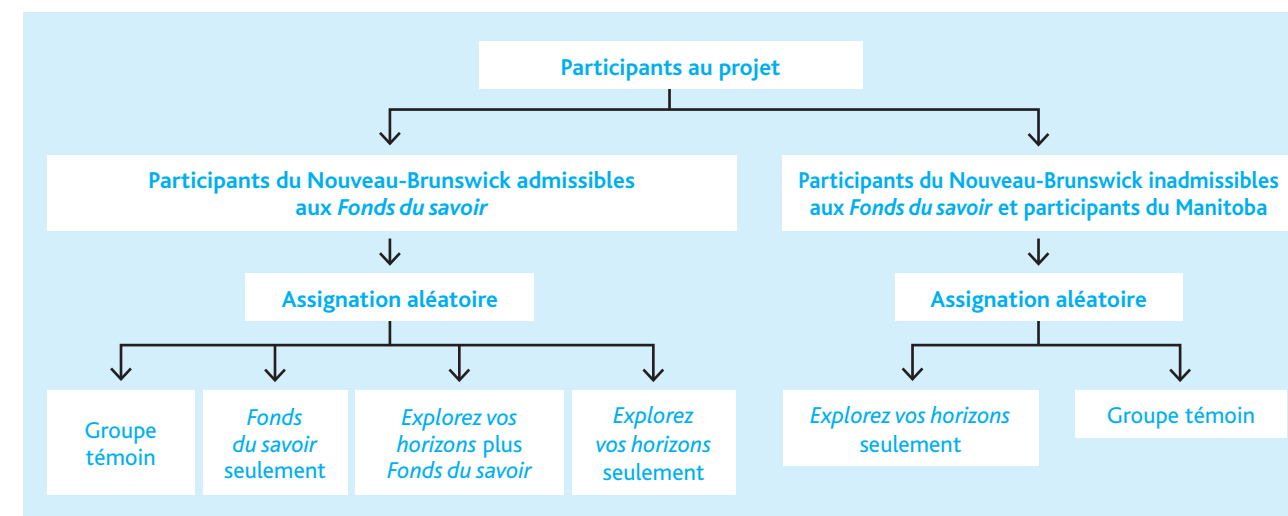 Participants au projet
Participants du Nouveau-Brunswick admissibles
aux Fonds du savoir
Participants du Nouveau-Brunswick inadmissibles
aux Fonds du savoir et participants du Manitoba
Assignation aléatoire
Assignation aléatoire
Groupe
témoin
Fonds
du savoir
seulement
Explorez vos
horizons plus
Fonds du savoir
Explorez
vos horizons
seulement
Explorez vos horizons
seulement
Groupe témoin